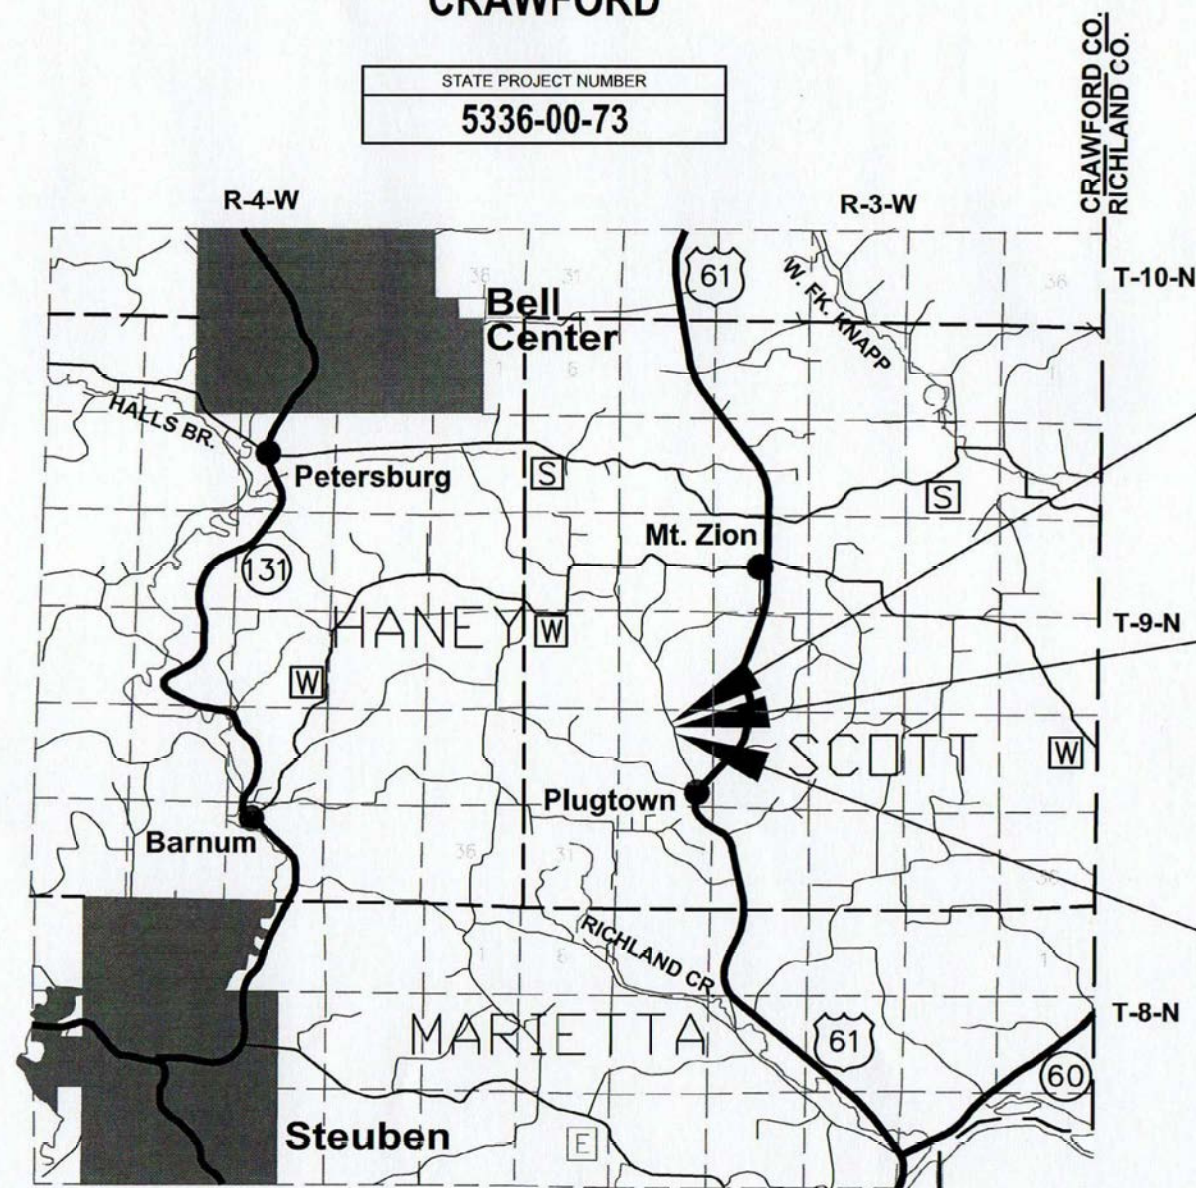 CRAWFORD
STATE PROJECT NUMBER
5336-00-73
CRAWFORD CO.
RICHLAND CO.
R-4-W
R-3-W
T-10-N
36
31
61
36
W. FK. KNAPP
Bell
Center
1
6
1
HALLS BR.
Petersburg
S
S
Mt. Zion
131
HANEY
W
T-9-N
W
SCOTT
W
Plugtown
Barnum
36
31
36
RICHLAND CR.
1
6
1
MARIETTA
61
T-8-N
60
Steuben
E